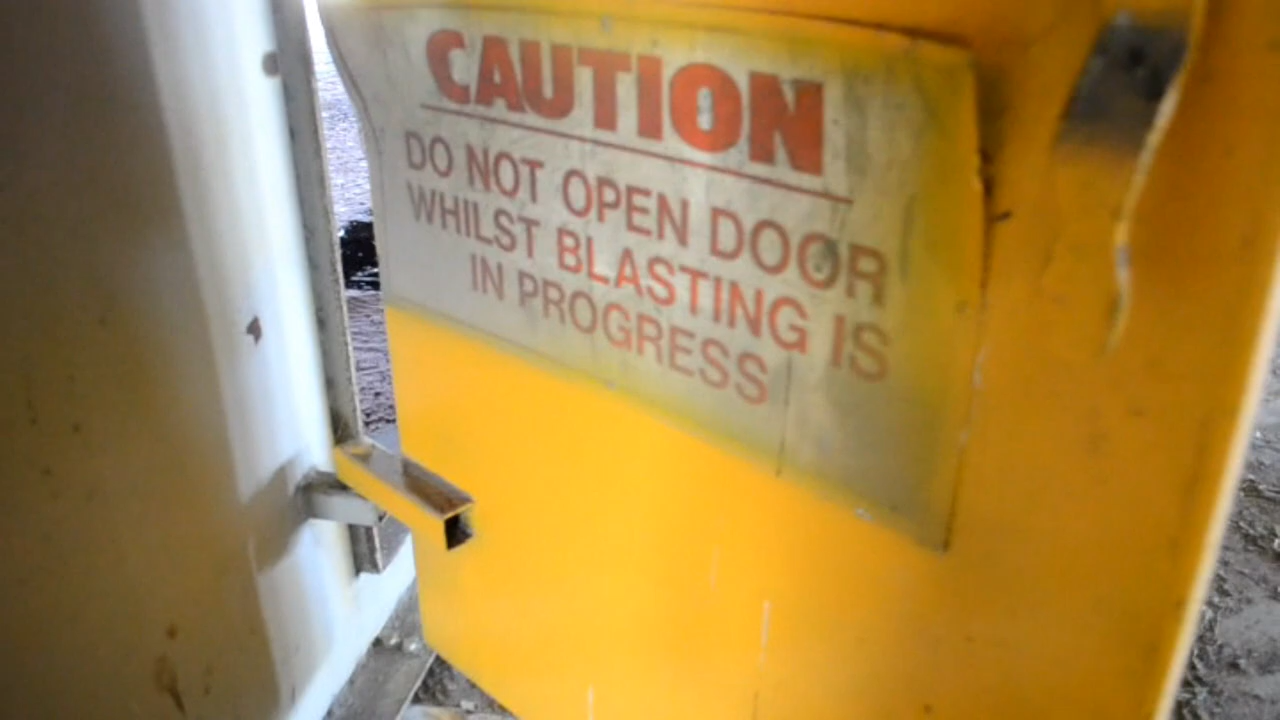 CAUTION
DO NOT OPEN DOOR
WHILST BLASTING IS
IN PROGRESS